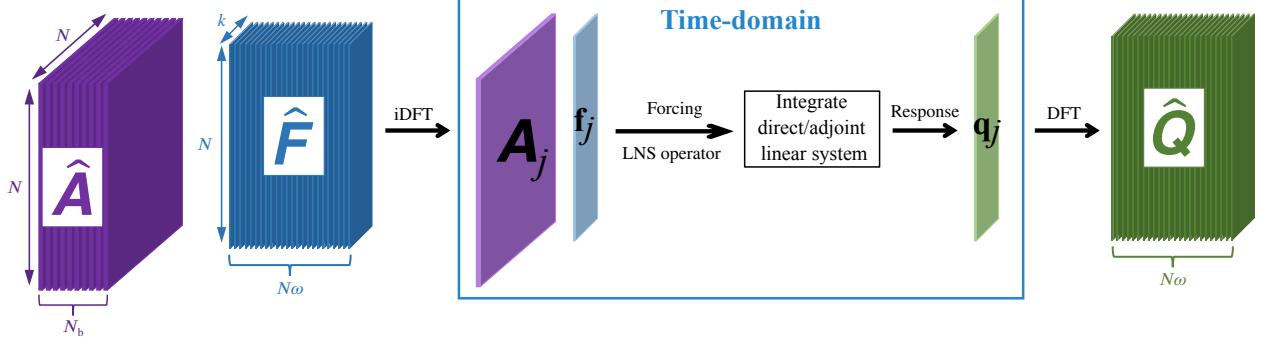 N
k
Time-domain
N
Â
N_b
N
F̂
Nω
iDFT
A_j
f_j
Forcing
LNS operator
Integrate
direct/adjoint
linear system
Response
q_j
DFT
Q̂
Nω